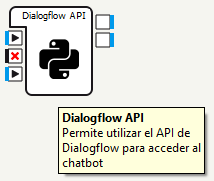 Dialogflow API
Dialogflow API
Permite utilizar el API de
Dialogflow para acceder al
chatbot